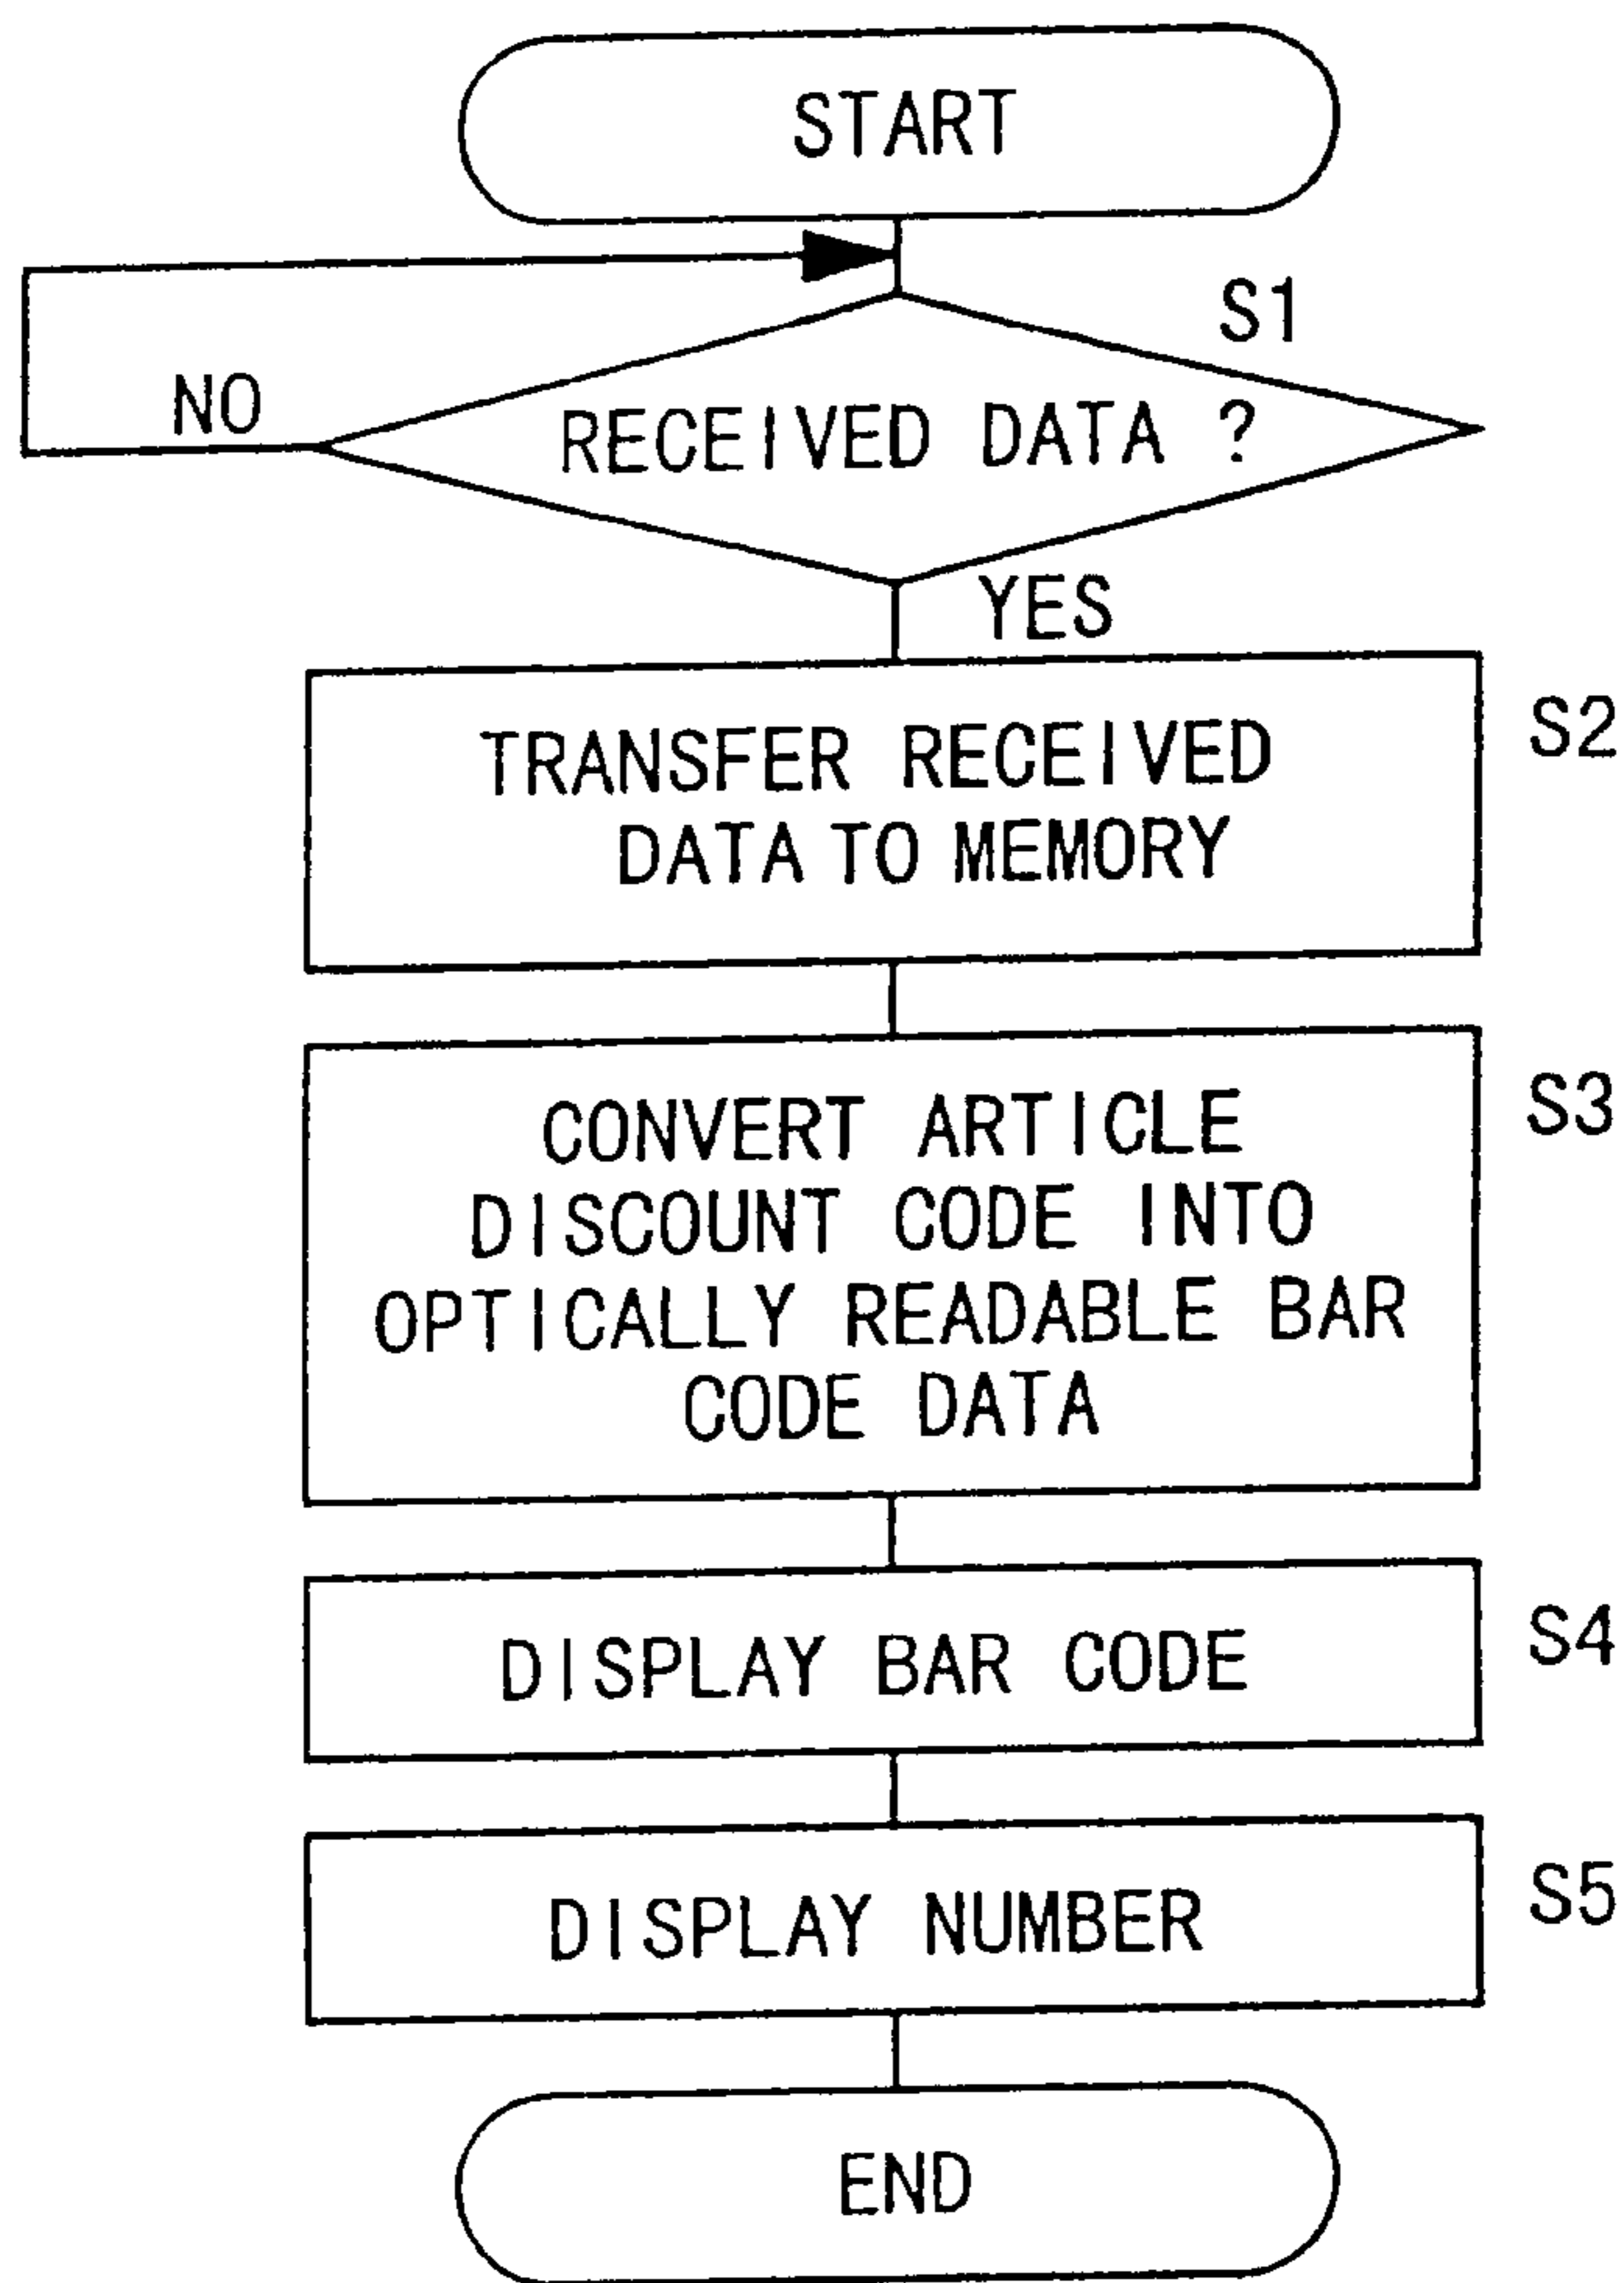 START
S1
NO
RECEIVED DATA ?
YES
S2
TRANSFER RECEIVED
DATA TO MEMORY
S3
CONVERT ARTICLE
DISCOUNT CODE INTO
OPTICALLY READABLE BAR
CODE DATA
S4
DISPLAY BAR CODE
S5
DISPLAY NUMBER
END